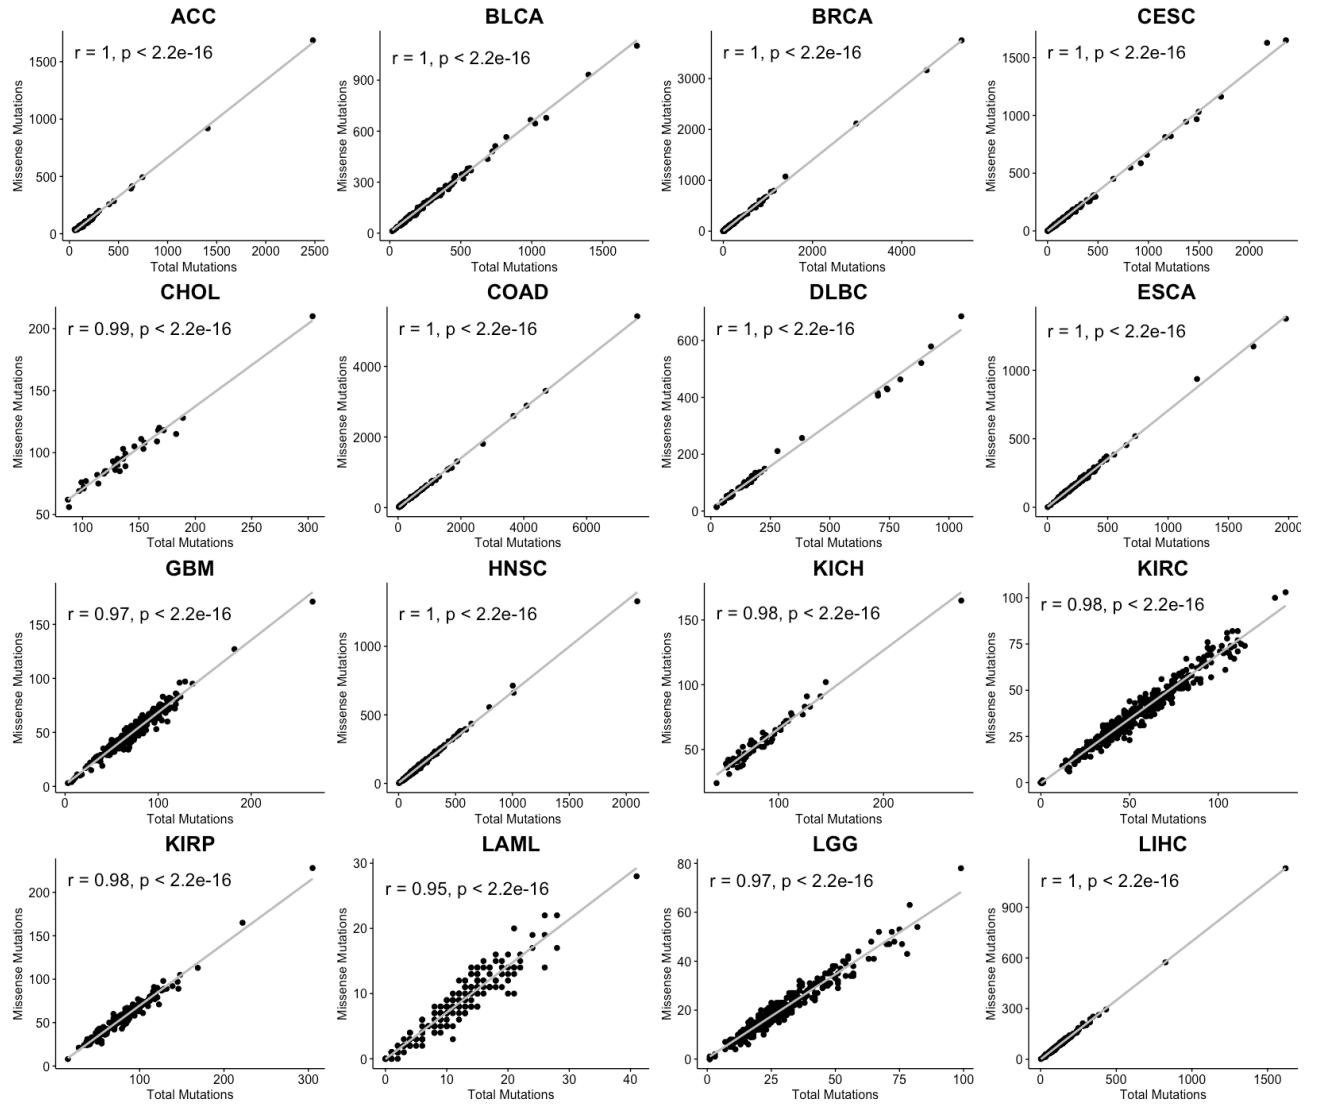 ACC
r = 1, p < 2.2e-16
Missense Mutations
1500
1000
500
0
0 500 1000 1500 2000 2500
Total Mutations
BLCA
r = 1, p < 2.2e-16
Missense Mutations
900
600
300
0
0 500 1000 1500
Total Mutations
BRCA
r = 1, p < 2.2e-16
Missense Mutations
3000
2000
1000
0
0 2000 4000
Total Mutations
CESC
r = 1, p < 2.2e-16
Missense Mutations
1500
1000
500
0
0 500 1000 1500 2000
Total Mutations
CHOL
r = 0.99, p < 2.2e-16
Missense Mutations
200
150
100
50
100 150 200 250 300
Total Mutations
COAD
r = 1, p < 2.2e-16
Missense Mutations
4000
2000
0
0 2000 4000 6000
Total Mutations
DLBC
r = 1, p < 2.2e-16
Missense Mutations
600
400
200
0
0 250 500 750 1000
Total Mutations
ESCA
r = 1, p < 2.2e-16
Missense Mutations
1000
500
0
0 500 1000 1500 2000
Total Mutations
GBM
r = 0.97, p < 2.2e-16
Missense Mutations
150
100
50
0
0 100 200
Total Mutations
HNSC
r = 1, p < 2.2e-16
Missense Mutations
1000
500
0
0 500 1000 1500 2000
Total Mutations
KICH
r = 0.98, p < 2.2e-16
Missense Mutations
150
100
50
100 200
Total Mutations
KIRC
r = 0.98, p < 2.2e-16
Missense Mutations
100
75
50
25
0
0 50 100
Total Mutations
KIRP
r = 0.98, p < 2.2e-16
Missense Mutations
200
150
100
50
0
100 200 300
Total Mutations
LAML
r = 0.95, p < 2.2e-16
Missense Mutations
30
20
10
0
0 10 20 30 40
Total Mutations
LGG
r = 0.97, p < 2.2e-16
Missense Mutations
80
60
40
20
0
0 25 50 75 100
Total Mutations
LIHC
r = 1, p < 2.2e-16
Missense Mutations
900
600
300
0
0 500 1000 1500
Total Mutations